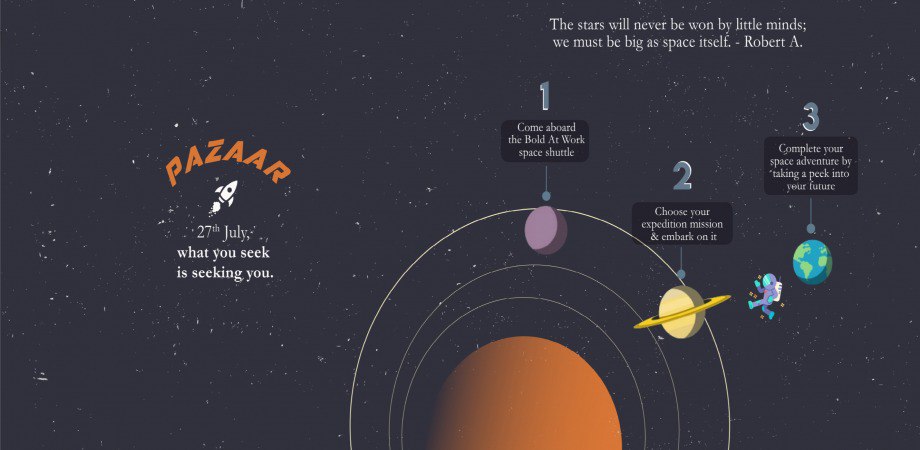 The stars will never be won by little minds;
we must be big as space itself. - Robert A.
PAZAAR
27th July,
what you seek
is seeking you.
1
Come aboard
the Bold At Work
space shuttle
2
Choose your
expedition mission
& embark on it
3
Complete your
space adventure by
taking a peek into
your future